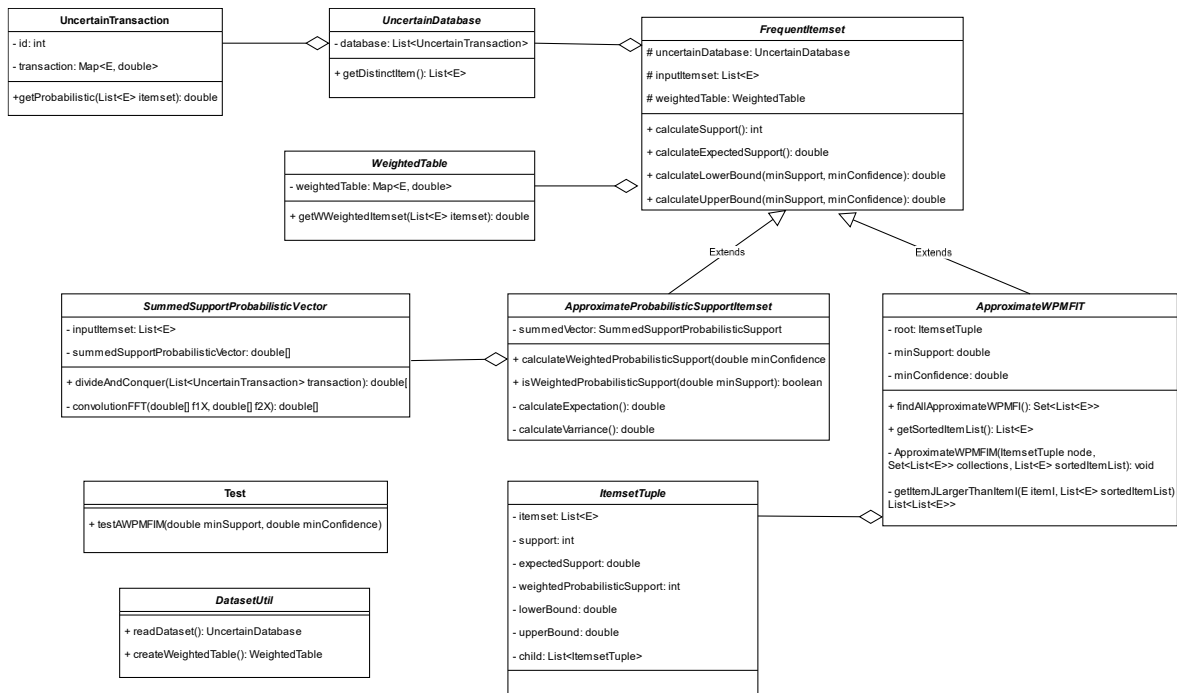 UncertainTransaction
- id: int
- transaction: Map<E, double>
+getProbabilistic(List<E> itemset): double
UncertainDatabase
- database: List<UncertainTransaction>
+ getDistinctItem(): List<E>
FrequentItemset
# uncertainDatabase: UncertainDatabase
# inputItemset: List<E>
# weightedTable: WeightedTable
+ calculateSupport(): int
+ calculateExpectedSupport(): double
+ calculateLowerBound(minSupport, minConfidence): double
+ calculateUpperBound(minSupport, minConfidence): double
WeightedTable
- weightedTable: Map<E, double>
+ getWWeightedItemset(List<E> itemset): double
Extends
Extends
SummedSupportProbabilisticVector
- inputItemset: List<E>
- summedSupportProbabilisticVector: double[]
+ divideAndConquer(List<UncertainTransaction> transaction): double[
- convolutionFFT(double[] f1X, double[] f2X): double[]
ApproximateProbabilisticSupportItemset
- summedVector: SummedSupportProbabilisticSupport
+ calculateWeightedProbabilisticSupport(double minConfidence
+ isWeightedProbabilisticSupport(double minSupport): boolean
- calculateExpectation(): double
- calculateVarriance(): double
ApproximateWPMFIT
- root: ItemsetTuple
- minSupport: double
- minConfidence: double
+ findAllApproximateWPMFI(): Set<List<E>>
+ getSortedItemList(): List<E>
- ApproximateWPMFIM(ItemsetTuple node,
Set<List<E>> collections, List<E> sortedItemList): void
- getItemJLargerThanItemI(E itemI, List<E> sortedItemList)
List<List<E>>
Test
+ testAWPMFIM(double minSupport, double minConfidence)
ItemsetTuple
- itemset: List<E>
- support: int
- expectedSupport: double
- weightedProbabilisticSupport: int
- lowerBound: double
- upperBound: double
- child: List<ItemsetTuple>
DatasetUtil
+ readDataset(): UncertainDatabase
+ createWeightedTable(): WeightedTable